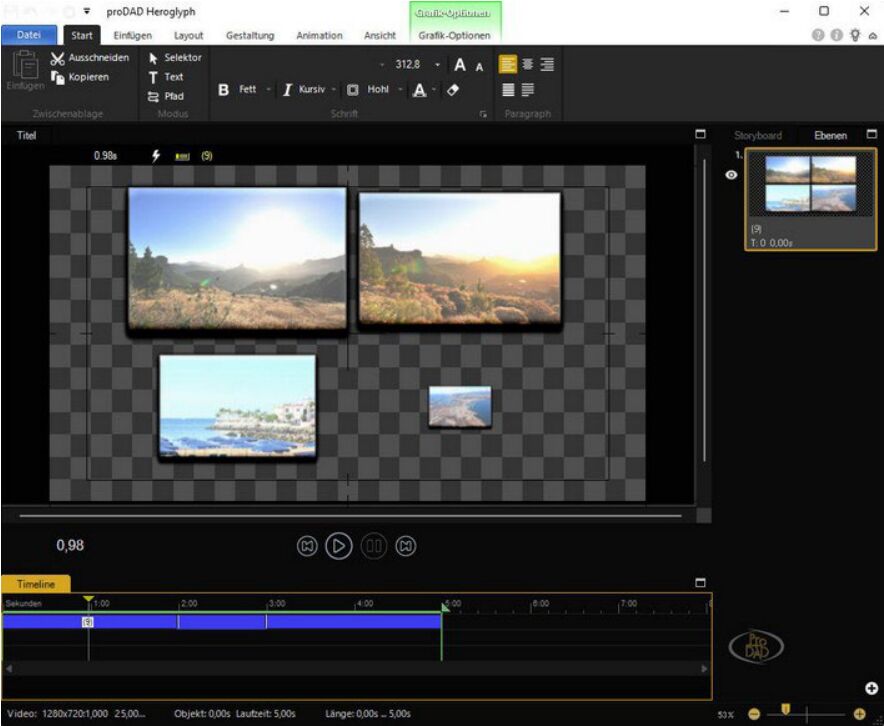 proDAD Heroglyph
Grafik-Optionen
Datei Start Einfügen Layout Gestaltung Animation Ansicht Grafik-Optionen
Einfügen
Ausschneiden
Kopieren
Selektor
Text
Pfad
312,8 A A
B Fett I Kursiv Hohl A
Zwischenablage Modus Schrift Paragraph
Titel
Storyboard Ebenen
0.98s (9)
1.
(9)
T: 0 0,00s
0,98
Timeline
Sekunden 1:00 2:00 3:00 4:00 5:00 6:00 7:00
(9)
Pro
DAD
Video: 1280x720:1,000 25,00... Objekt: 0,00s Laufzeit: 5,00s Länge: 0,00s ... 5,00s
53%